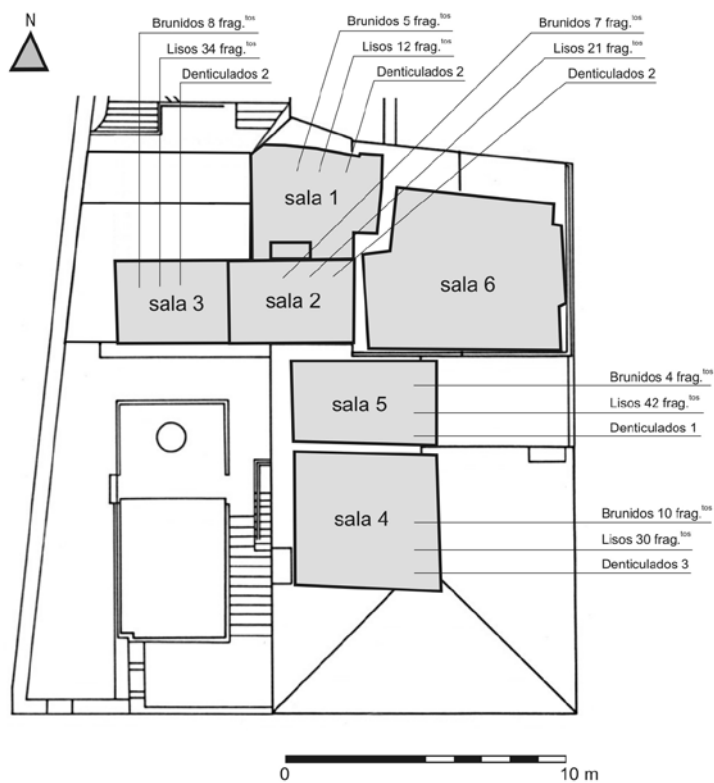 N
Brunidos 8 frag.tos
Lisos 34 frag.tos
Denticulados 2
Brunidos 5 frag.tos
Lisos 12 frag.tos
Denticulados 2
Brunidos 7 frag.tos
Lisos 21 frag.tos
Denticulados 2
sala 1
sala 3
sala 2
sala 6
sala 5
Brunidos 4 frag.tos
Lisos 42 frag.tos
Denticulados 1
sala 4
Brunidos 10 frag.tos
Lisos 30 frag.tos
Denticulados 3
0
10 m